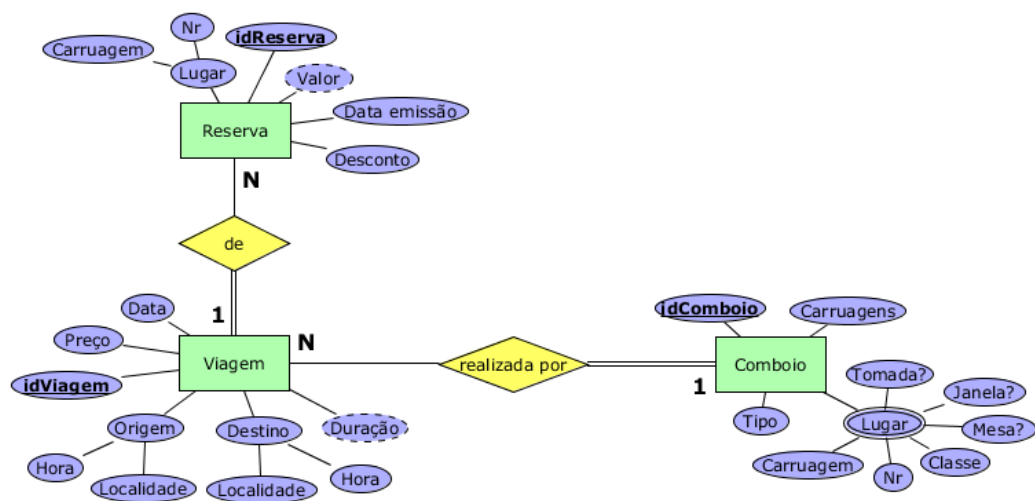 Nr
idReserva
Carruagem
Lugar
Valor
Data emissão
Reserva
Desconto
N
de
1
Data
Preço
Viagem
N
idViagem
Origem
Destino
Duração
Hora
Localidade
Localidade
Hora
realizada por
1
idComboio
Carruagens
Comboio
Tomada?
Janela?
Tipo
Lugar
Mesa?
Carruagem
Nr
Classe